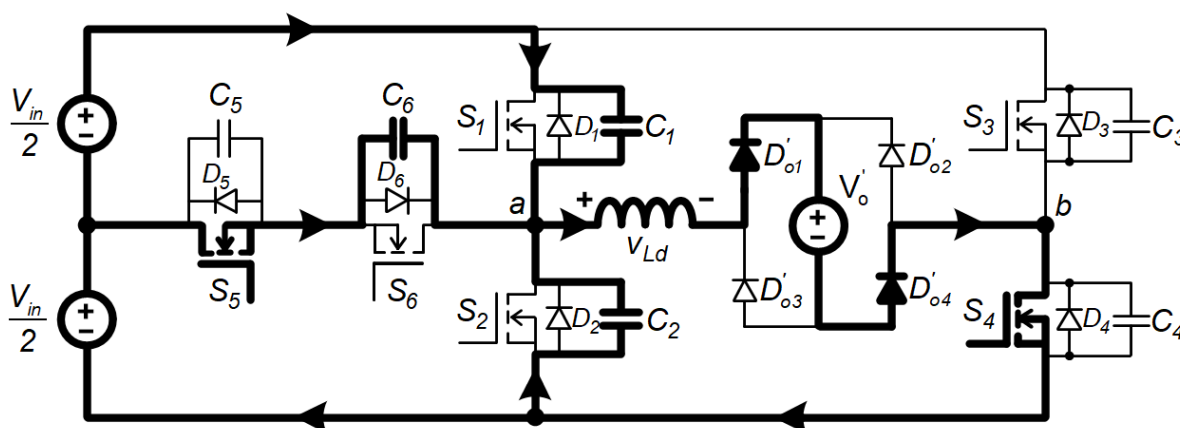 V_in/2
C_5
D_5
S_5
C_6
D_6
S_6
S_1
D_1
C_1
a
+ v_Ld -
D'_o1
D'_o2
V'_o
D'_o3
D'_o4
S_3
D_3
C_3
b
V_in/2
S_2
D_2
C_2
S_4
D_4
C_4